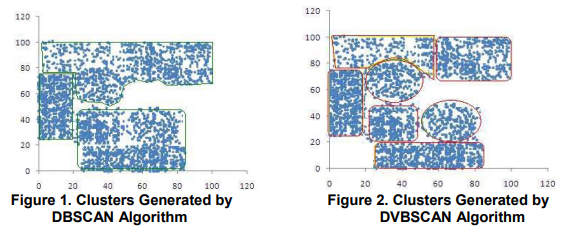 120
100
80
60
40
20
0
0 20 40 60 80 100 120
Figure 1. Clusters Generated by
DBSCAN Algorithm
120
100
80
60
40
20
0
0 20 40 60 80 100 120
Figure 2. Clusters Generated by
DVBSCAN Algorithm